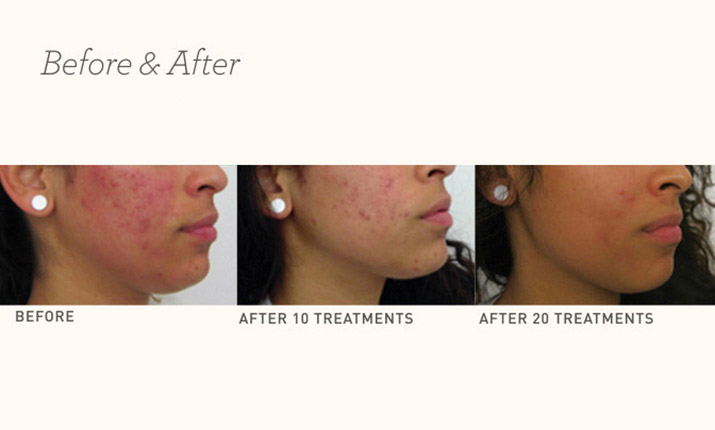 Before & After
BEFORE
AFTER 10 TREATMENTS
AFTER 20 TREATMENTS